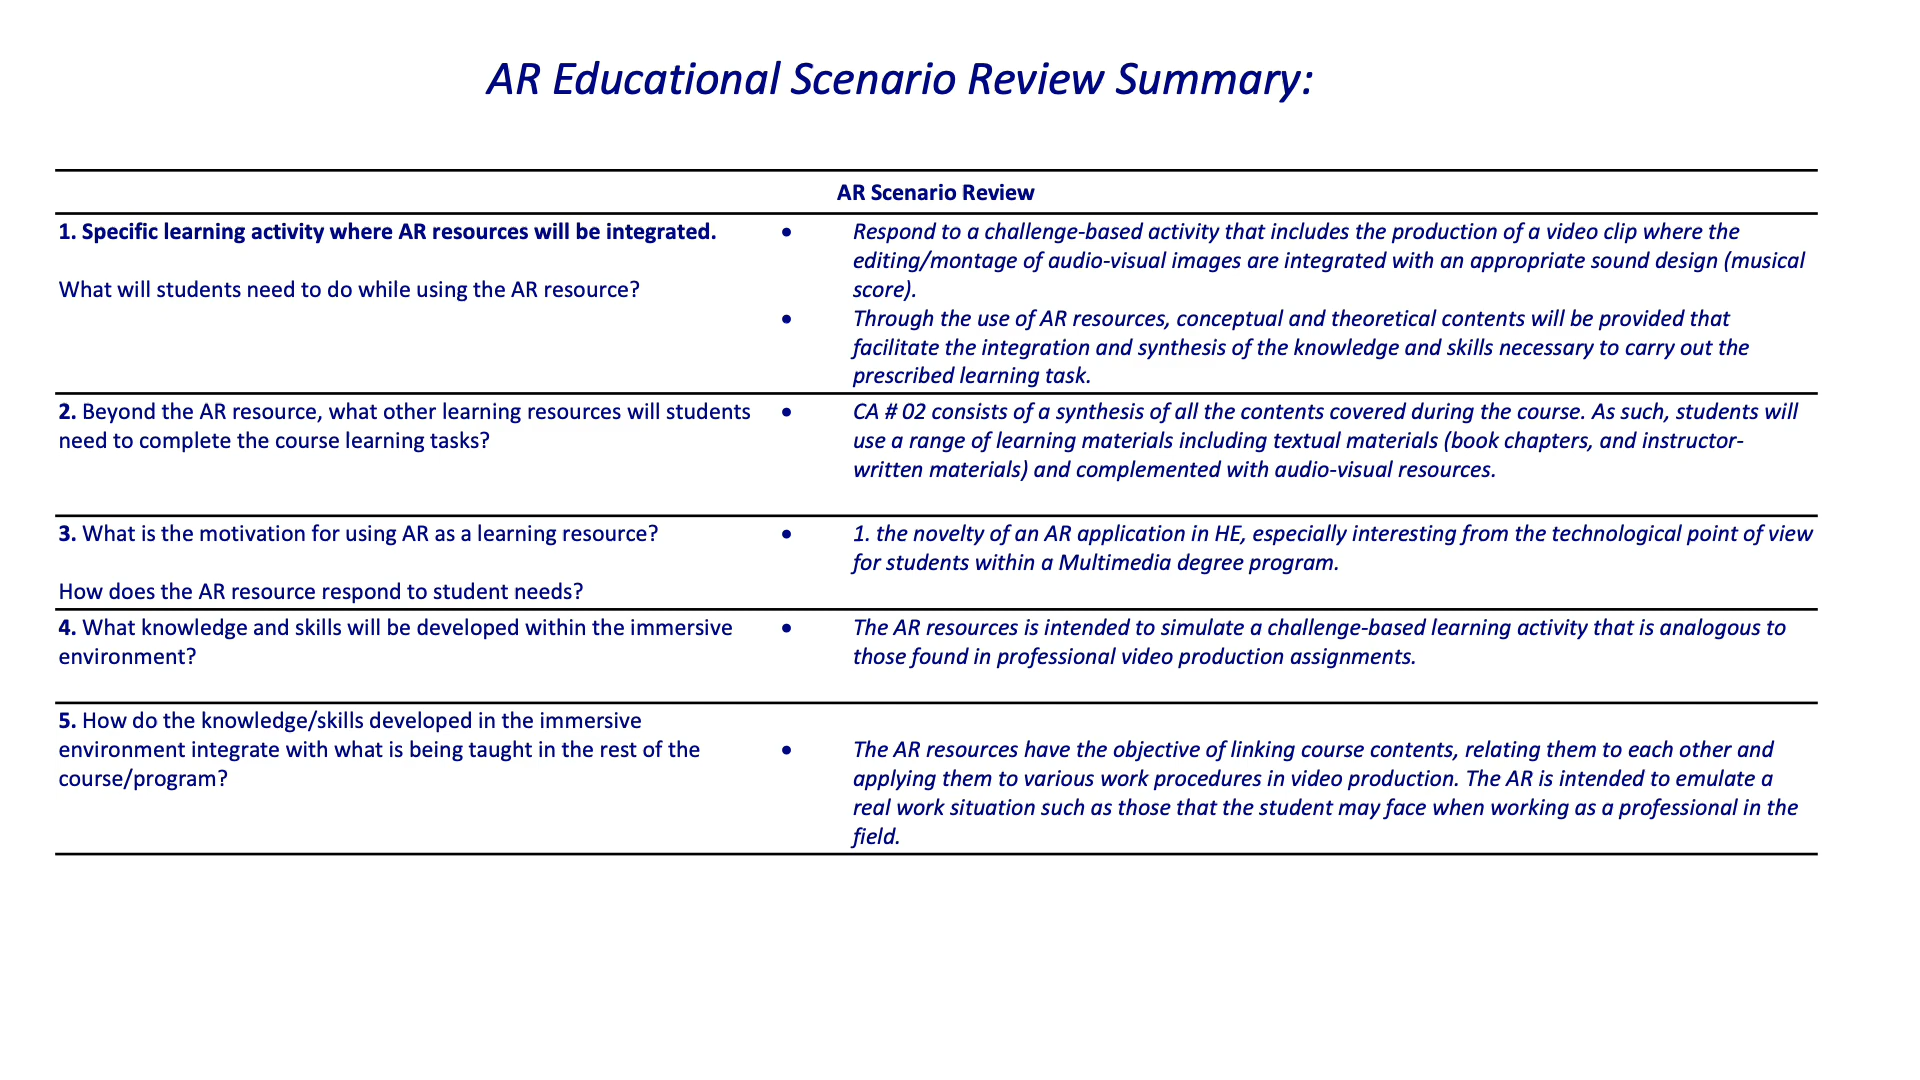 AR Educational Scenario Review Summary:
AR Scenario Review
1. Specific learning activity where AR resources will be integrated.
What will students need to do while using the AR resource?
• Respond to a challenge-based activity that includes the production of a video clip where the
editing/montage of audio-visual images are integrated with an appropriate sound design (musical
score).
• Through the use of AR resources, conceptual and theoretical contents will be provided that
facilitate the integration and synthesis of the knowledge and skills necessary to carry out the
prescribed learning task.
2. Beyond the AR resource, what other learning resources will students
need to complete the course learning tasks?
• CA # 02 consists of a synthesis of all the contents covered during the course. As such, students will
use a range of learning materials including textual materials (book chapters, and instructor-
written materials) and complemented with audio-visual resources.
3. What is the motivation for using AR as a learning resource?
How does the AR resource respond to student needs?
• 1. the novelty of an AR application in HE, especially interesting from the technological point of view
for students within a Multimedia degree program.
4. What knowledge and skills will be developed within the immersive
environment?
• The AR resources is intended to simulate a challenge-based learning activity that is analogous to
those found in professional video production assignments.
5. How do the knowledge/skills developed in the immersive
environment integrate with what is being taught in the rest of the
course/program?
• The AR resources have the objective of linking course contents, relating them to each other and
applying them to various work procedures in video production. The AR is intended to emulate a
real work situation such as those that the student may face when working as a professional in the
field.